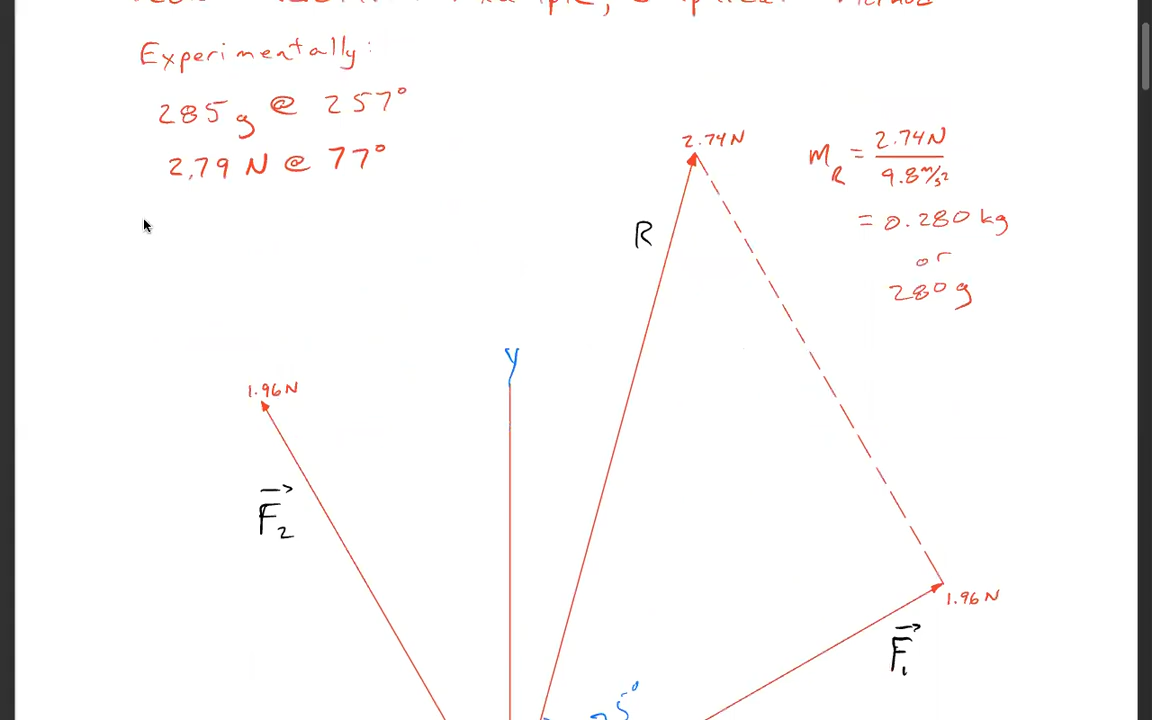 Experimentally:
285 g @ 257°
2.79 N @ 77°
2.74 N
m_R = 2.74 N / 9.8 m/s²
= 0.280 kg
or
280 g
R
y
1.96 N
F₂
1.96 N
F₁